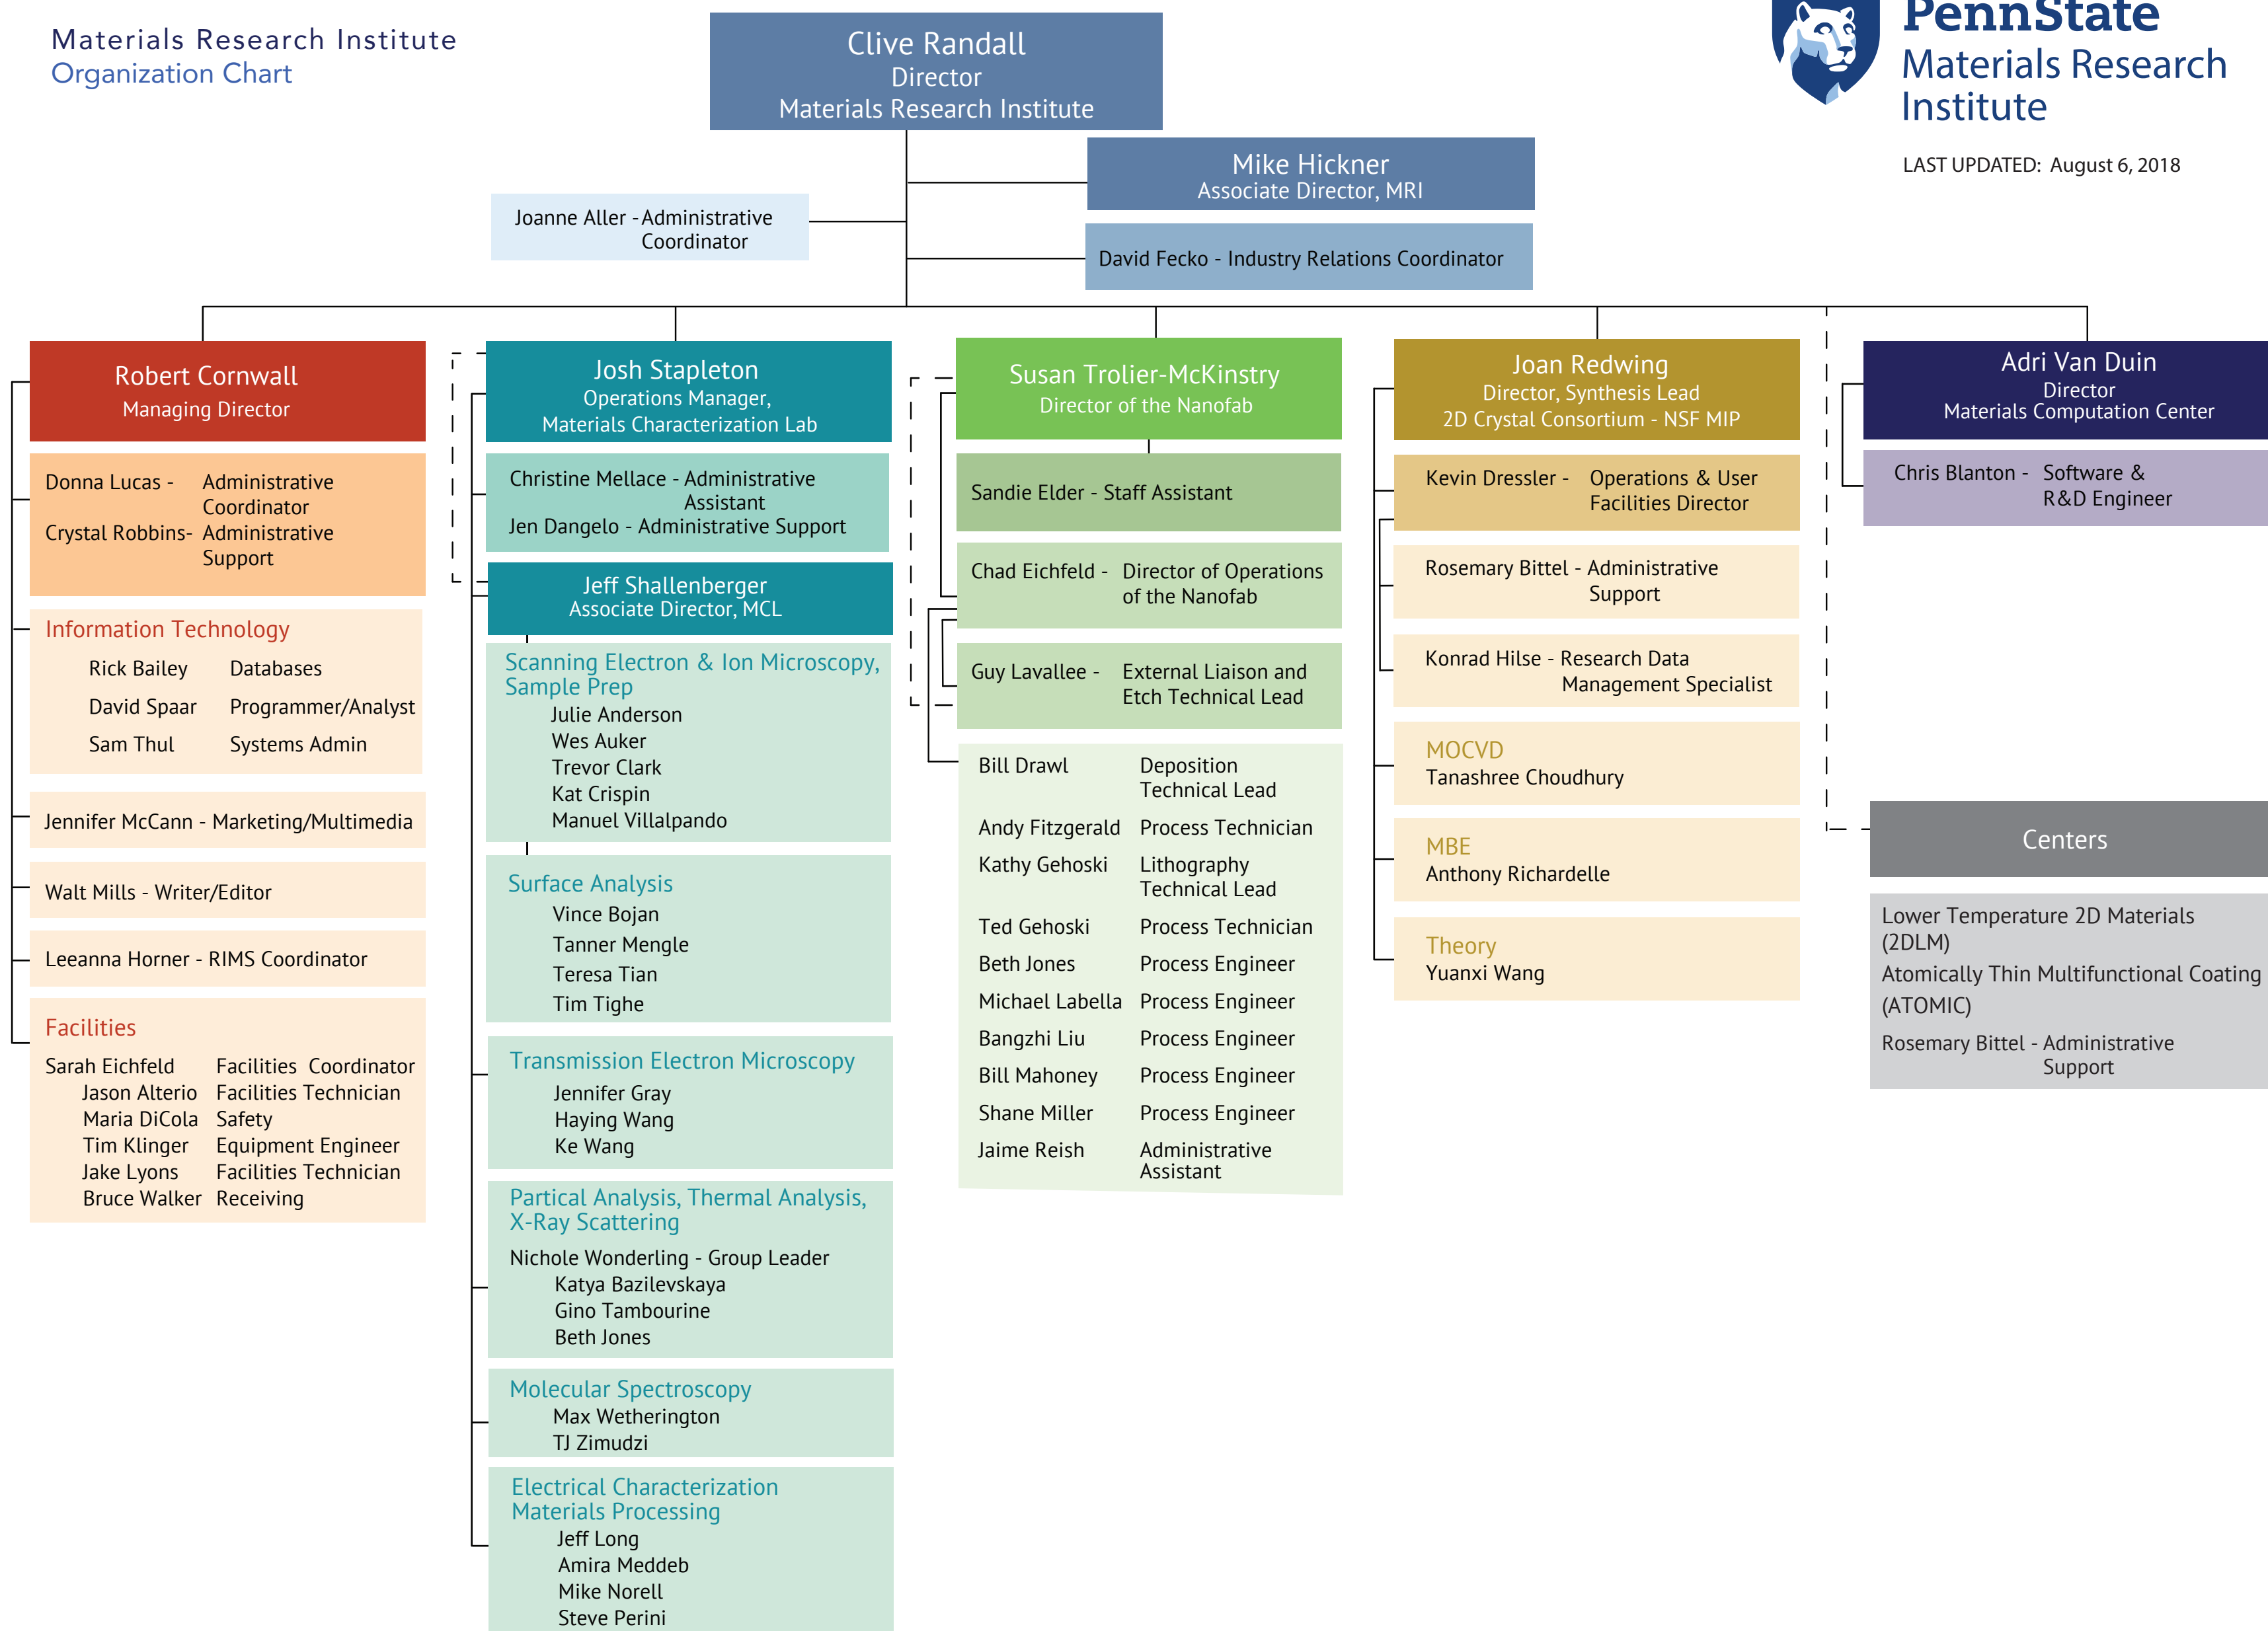 Materials Research Institute
Organization Chart
PennState
Materials Research
Institute
LAST UPDATED: August 6, 2018
Clive Randall
Director
Materials Research Institute
Mike Hickner
Associate Director, MRI
Joanne Aller - Administrative
Coordinator
David Fecko - Industry Relations Coordinator
Robert Cornwall
Managing Director
Donna Lucas - Administrative
Coordinator
Crystal Robbins- Administrative
Support
Information Technology
Rick Bailey Databases
David Spaar Programmer/Analyst
Sam Thul Systems Admin
Jennifer McCann - Marketing/Multimedia
Walt Mills - Writer/Editor
Leeanna Horner - RIMS Coordinator
Facilities
Sarah Eichfeld Facilities Coordinator
Jason Alterio Facilities Technician
Maria DiCola Safety
Tim Klinger Equipment Engineer
Jake Lyons Facilities Technician
Bruce Walker Receiving
Josh Stapleton
Operations Manager,
Materials Characterization Lab
Christine Mellace - Administrative
Assistant
Jen Dangelo - Administrative Support
Jeff Shallenberger
Associate Director, MCL
Scanning Electron & Ion Microscopy,
Sample Prep
Julie Anderson
Wes Auker
Trevor Clark
Kat Crispin
Manuel Villalpando
Surface Analysis
Vince Bojan
Tanner Mengle
Teresa Tian
Tim Tighe
Transmission Electron Microscopy
Jennifer Gray
Haying Wang
Ke Wang
Partical Analysis, Thermal Analysis,
X-Ray Scattering
Nichole Wonderling - Group Leader
Katya Bazilevskaya
Gino Tambourine
Beth Jones
Molecular Spectroscopy
Max Wetherington
TJ Zimudzi
Electrical Characterization
Materials Processing
Jeff Long
Amira Meddeb
Mike Norell
Steve Perini
Susan Trolier-McKinstry
Director of the Nanofab
Sandie Elder - Staff Assistant
Chad Eichfeld - Director of Operations
of the Nanofab
Guy Lavallee - External Liaison and
Etch Technical Lead
Bill Drawl Deposition
Technical Lead
Andy Fitzgerald Process Technician
Kathy Gehoski Lithography
Technical Lead
Ted Gehoski Process Technician
Beth Jones Process Engineer
Michael Labella Process Engineer
Bangzhi Liu Process Engineer
Bill Mahoney Process Engineer
Shane Miller Process Engineer
Jaime Reish Administrative
Assistant
Joan Redwing
Director, Synthesis Lead
2D Crystal Consortium - NSF MIP
Kevin Dressler - Operations & User
Facilities Director
Rosemary Bittel - Administrative
Support
Konrad Hilse - Research Data
Management Specialist
MOCVD
Tanashree Choudhury
MBE
Anthony Richardelle
Theory
Yuanxi Wang
Adri Van Duin
Director
Materials Computation Center
Chris Blanton - Software &
R&D Engineer
Centers
Lower Temperature 2D Materials
(2DLM)
Atomically Thin Multifunctional Coating
(ATOMIC)
Rosemary Bittel - Administrative
Support